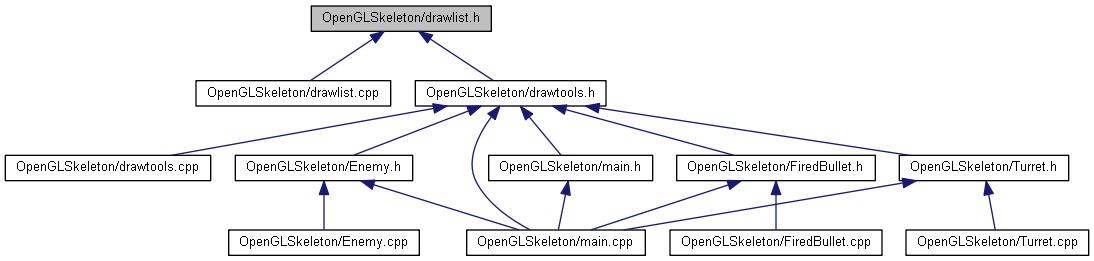 OpenGLSkeleton/drawlist.h
OpenGLSkeleton/drawlist.cpp
OpenGLSkeleton/drawtools.h
OpenGLSkeleton/drawtools.cpp
OpenGLSkeleton/Enemy.h
OpenGLSkeleton/main.h
OpenGLSkeleton/FiredBullet.h
OpenGLSkeleton/Turret.h
OpenGLSkeleton/Enemy.cpp
OpenGLSkeleton/main.cpp
OpenGLSkeleton/FiredBullet.cpp
OpenGLSkeleton/Turret.cpp